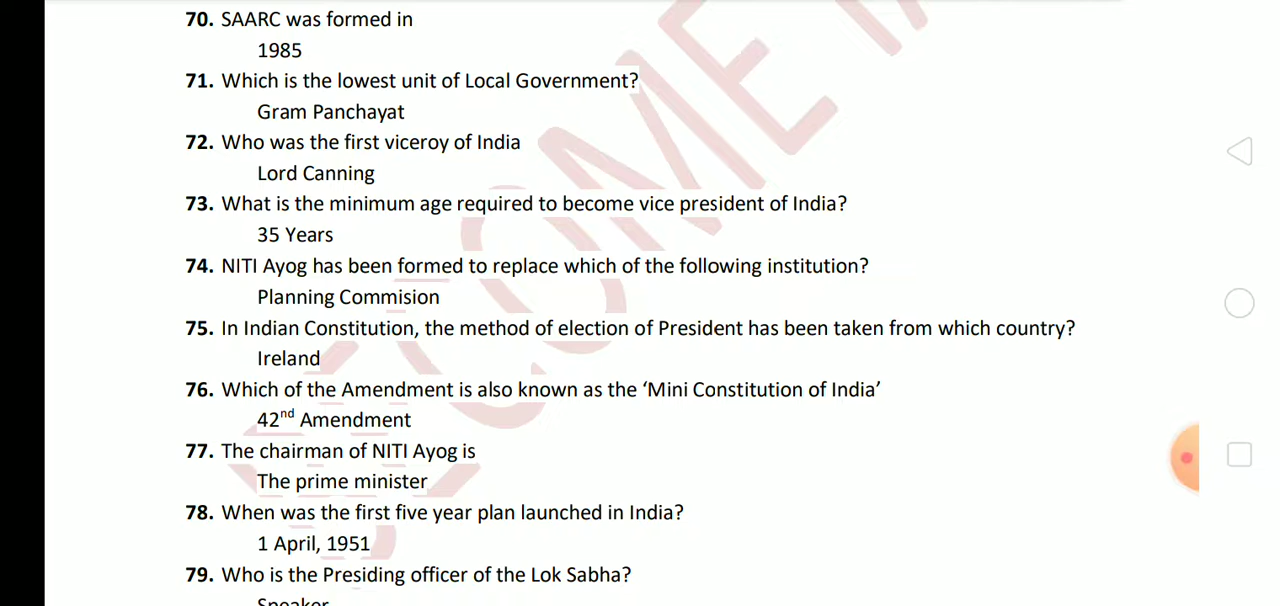 70. SAARC was formed in
1985
71. Which is the lowest unit of Local Government?
Gram Panchayat
72. Who was the first viceroy of India
Lord Canning
73. What is the minimum age required to become vice president of India?
35 Years
74. NITI Ayog has been formed to replace which of the following institution?
Planning Commision
75. In Indian Constitution, the method of election of President has been taken from which country?
Ireland
76. Which of the Amendment is also known as the ‘Mini Constitution of India’
42nd Amendment
77. The chairman of NITI Ayog is
The prime minister
78. When was the first five year plan launched in India?
1 April, 1951
79. Who is the Presiding officer of the Lok Sabha?
Speaker